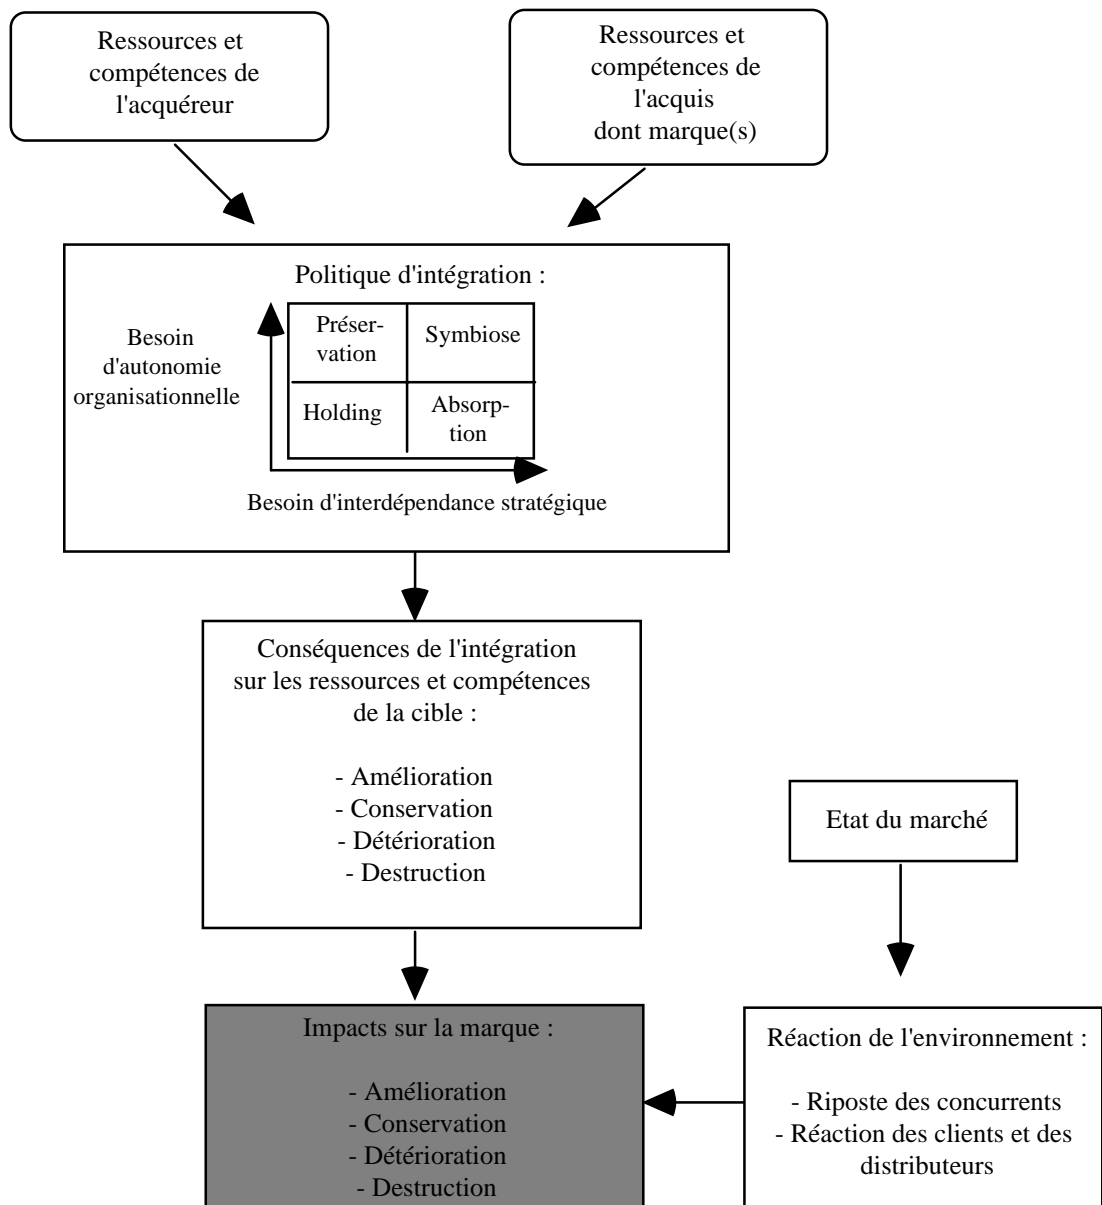 Ressources et
compétences de
l'acquéreur
Ressources et
compétences de
l'acquis
dont marque(s)
Politique d'intégration :
Besoin
d'autonomie
organisationnelle
Préser-
vation
Symbiose
Holding
Absorp-
tion
Besoin d'interdépendance stratégique
Conséquences de l'intégration
sur les ressources et compétences
de la cible :
- Amélioration
- Conservation
- Détérioration
- Destruction
Etat du marché
Impacts sur la marque :
- Amélioration
- Conservation
- Détérioration
- Destruction
Réaction de l'environnement :
- Riposte des concurrents
- Réaction des clients et des
distributeurs